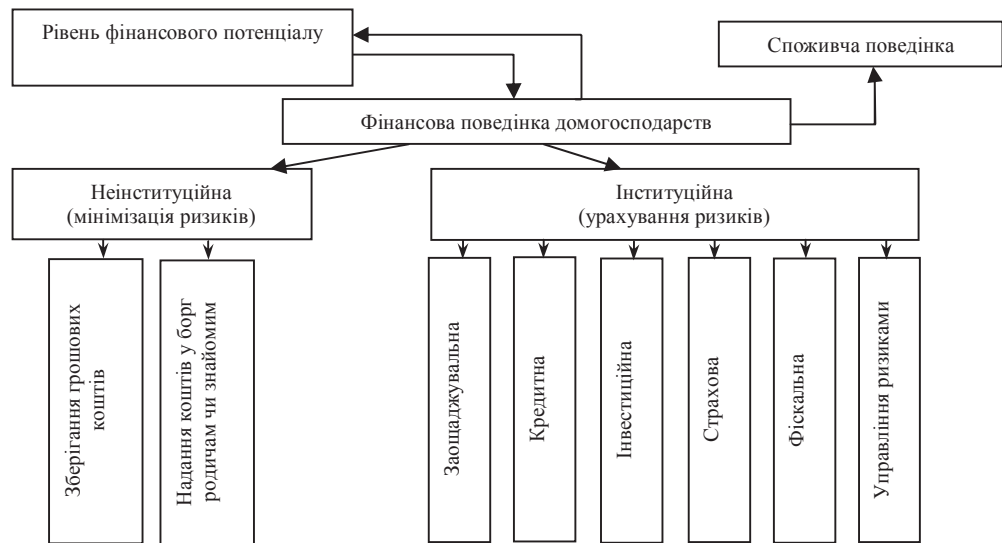 Рівень фінансового потенціалу
Споживча поведінка
Фінансова поведінка домогосподарств
Неінституційна
(мінімізація ризиків)
Інституційна
(урахування ризиків)
Зберігання грошових
коштів
Надання коштів у борг
родичам чи знайомим
Заощаджувальна
Кредитна
Інвестиційна
Страхова
Фіскальна
Управління ризиками